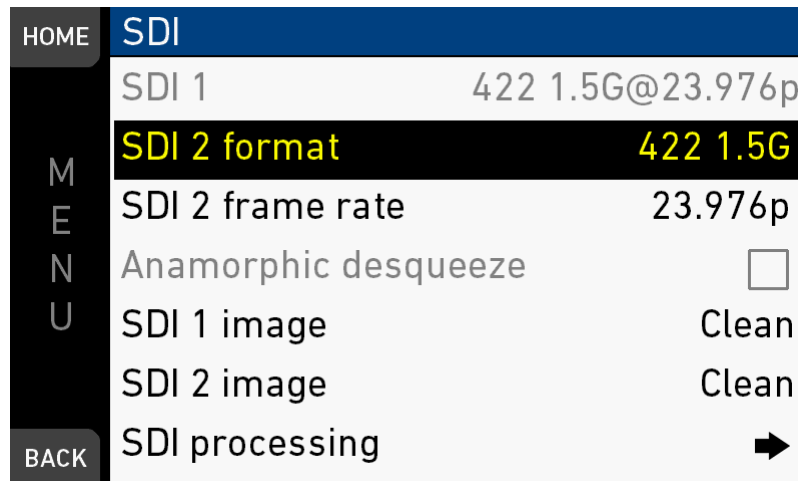 HOME
SDI
SDI 1 422 1.5G@23.976p
SDI 2 format 422 1.5G
MENU
SDI 2 frame rate 23.976p
Anamorphic desqueeze
SDI 1 image Clean
SDI 2 image Clean
SDI processing
BACK